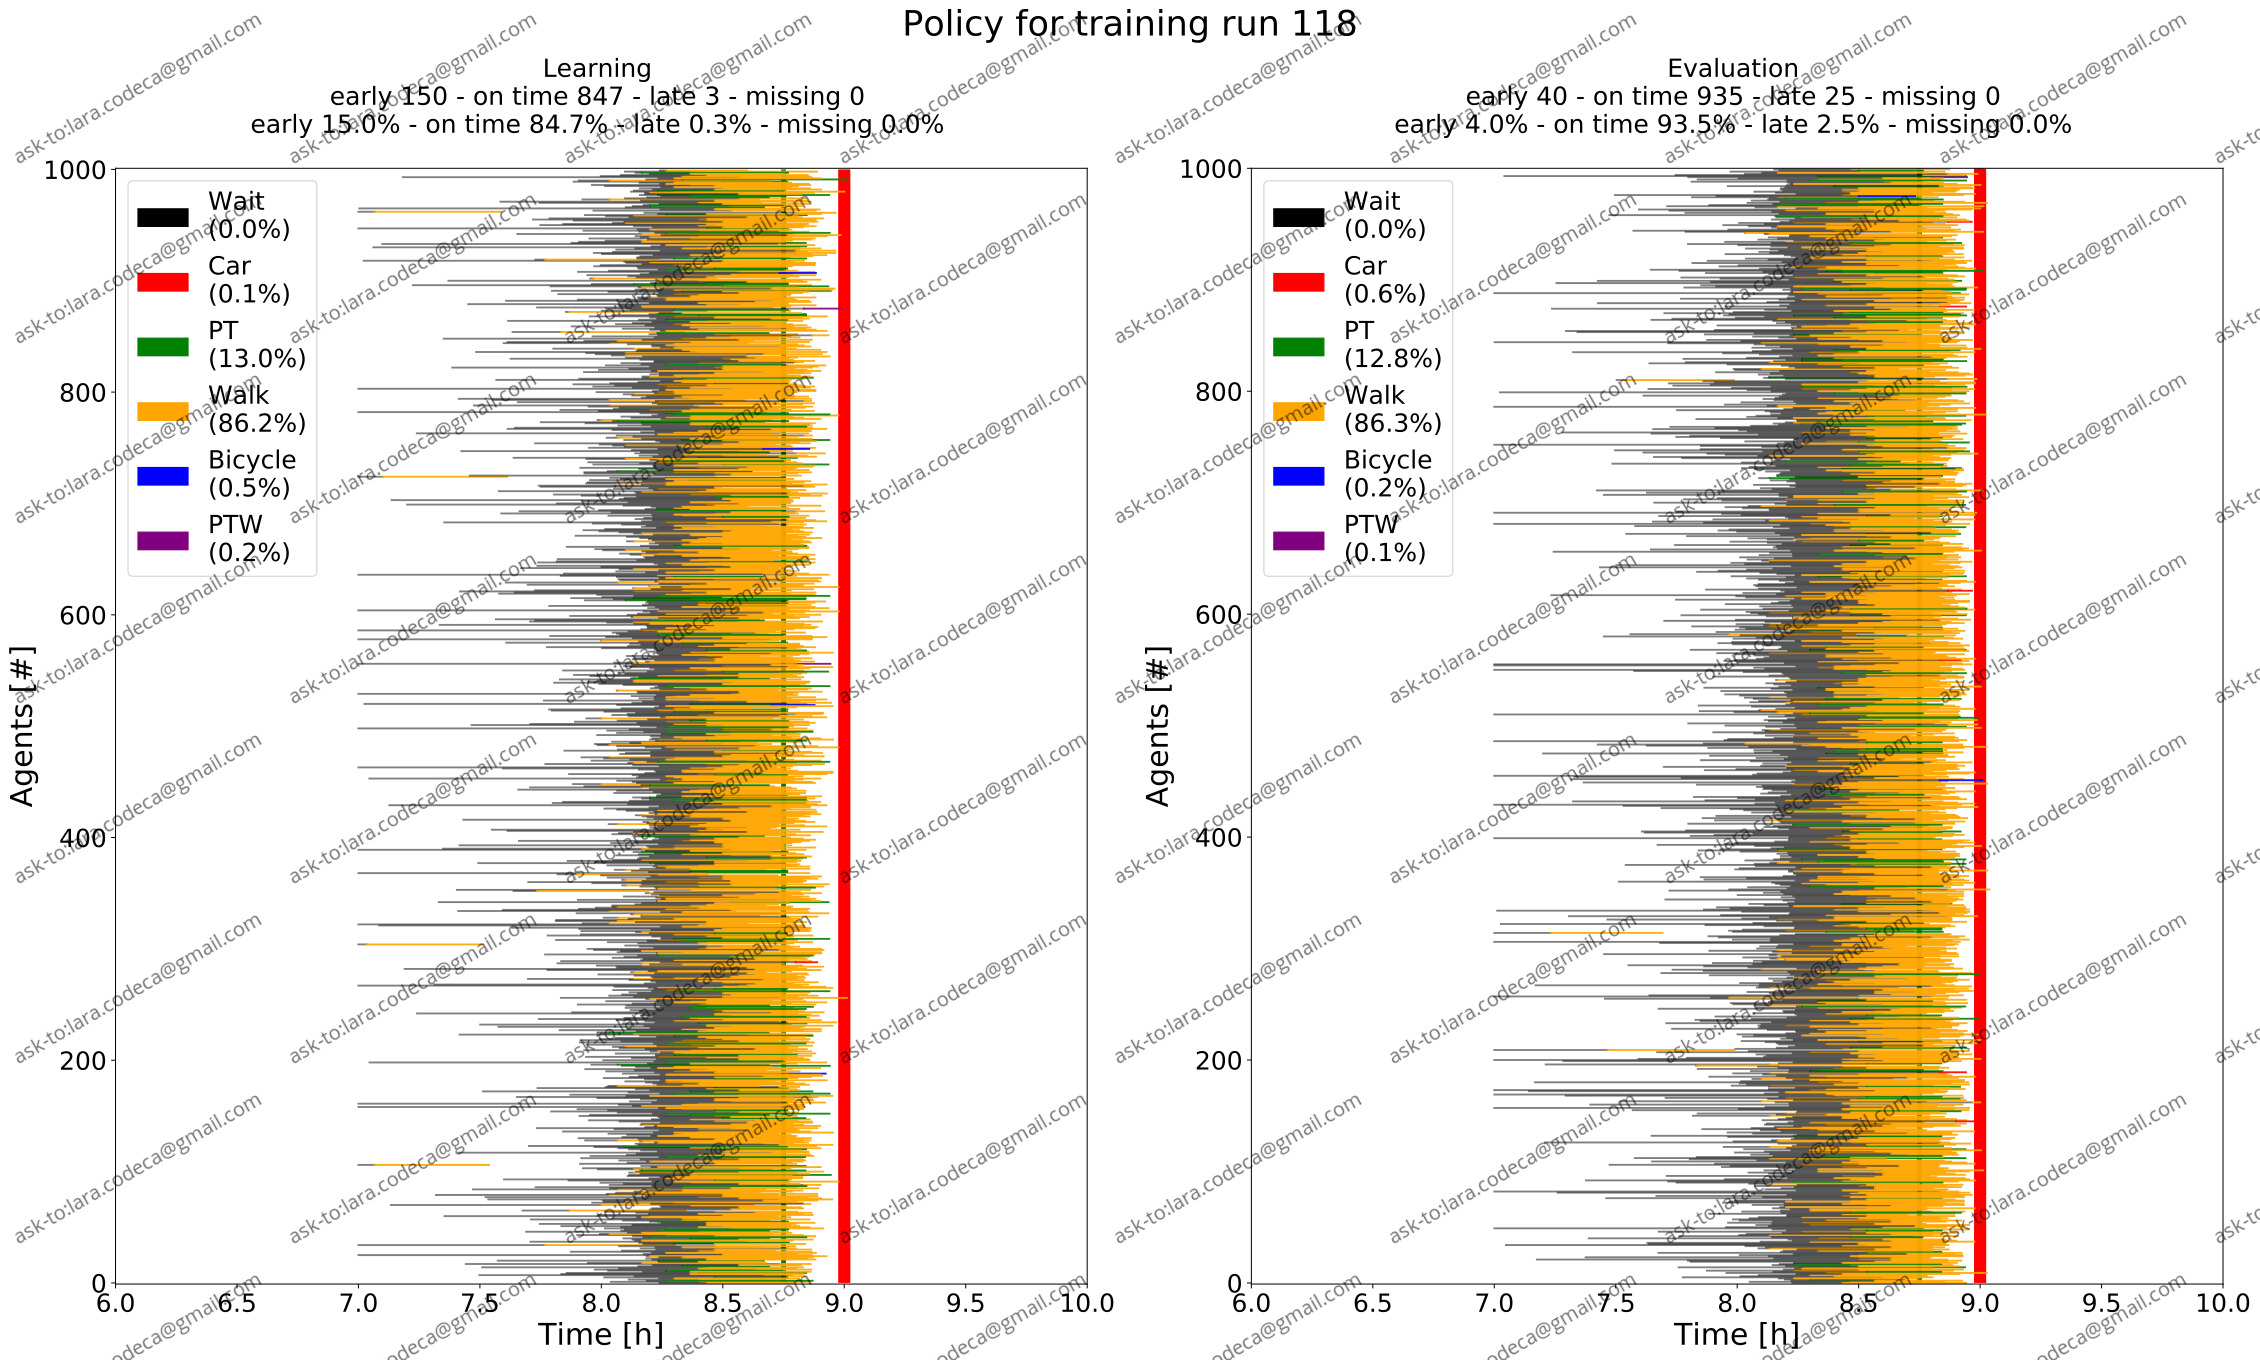 Policy for training run 118
Learning
early 150 - on time 847 - late 3 - missing 0
early 15.0% - on time 84.7% - late 0.3% - missing 0.0%
1000
800
600
400
200
0
Agents [#]
Wait
(0.0%)
Car
(0.1%)
PT
(13.0%)
Walk
(86.2%)
Bicycle
(0.5%)
PTW
(0.2%)
6.0 6.5 7.0 7.5 8.0 8.5 9.0 9.5 10.0
Time [h]
Evaluation
early 40 - on time 935 - late 25 - missing 0
early 4.0% - on time 93.5% - late 2.5% - missing 0.0%
1000
800
600
400
200
0
Agents [#]
Wait
(0.0%)
Car
(0.6%)
PT
(12.8%)
Walk
(86.3%)
Bicycle
(0.2%)
PTW
(0.1%)
6.0 6.5 7.0 7.5 8.0 8.5 9.0 9.5 10.0
Time [h]
ask-to:lara.codeca@gmail.com